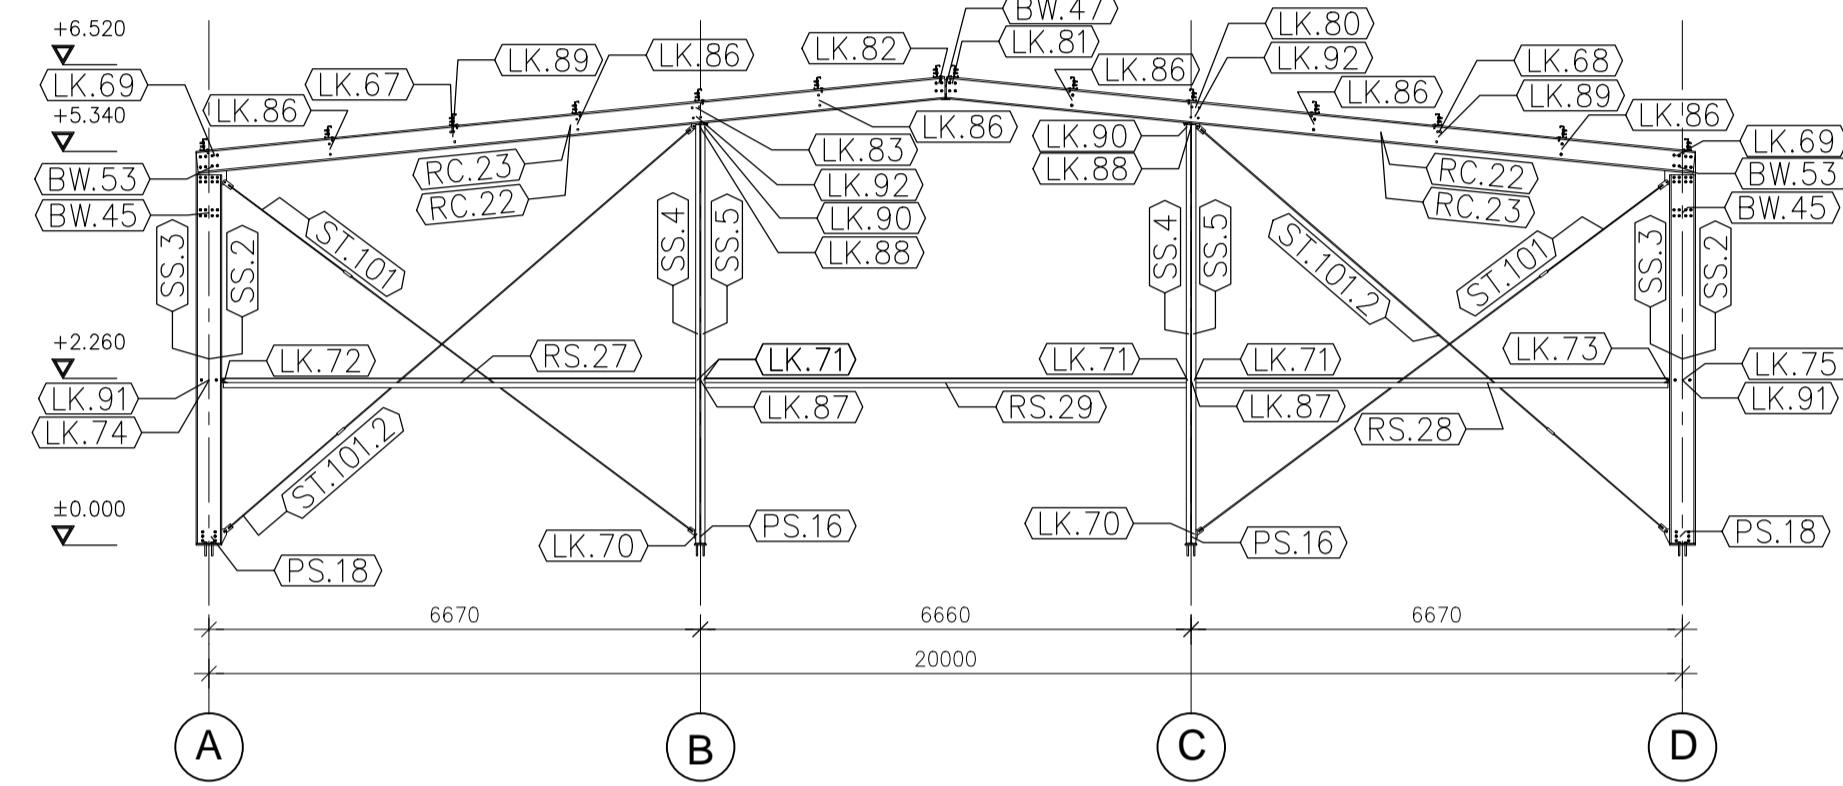 +6.520
LK.69
LK.86
LK.67
LK.89
LK.86
LK.82
BW.47
LK.81
LK.86
LK.80
LK.92
LK.86
LK.68
LK.89
LK.86
LK.69
+5.340
BW.53
BW.45
RC.23
RC.22
LK.83
LK.92
LK.90
LK.88
LK.86
LK.90
LK.88
RC.22
RC.23
BW.53
BW.45
SS.3
SS.2
ST.101
SS.4
SS.5
SS.4
SS.5
ST.101.2
ST.101
SS.3
SS.2
+2.260
LK.72
RS.27
LK.71
LK.71
LK.71
LK.73
LK.75
LK.91
LK.74
LK.87
RS.29
LK.87
RS.28
LK.91
ST.101.2
±0.000
PS.18
LK.70
PS.16
LK.70
PS.16
PS.18
6670
6660
6670
20000
A
B
C
D